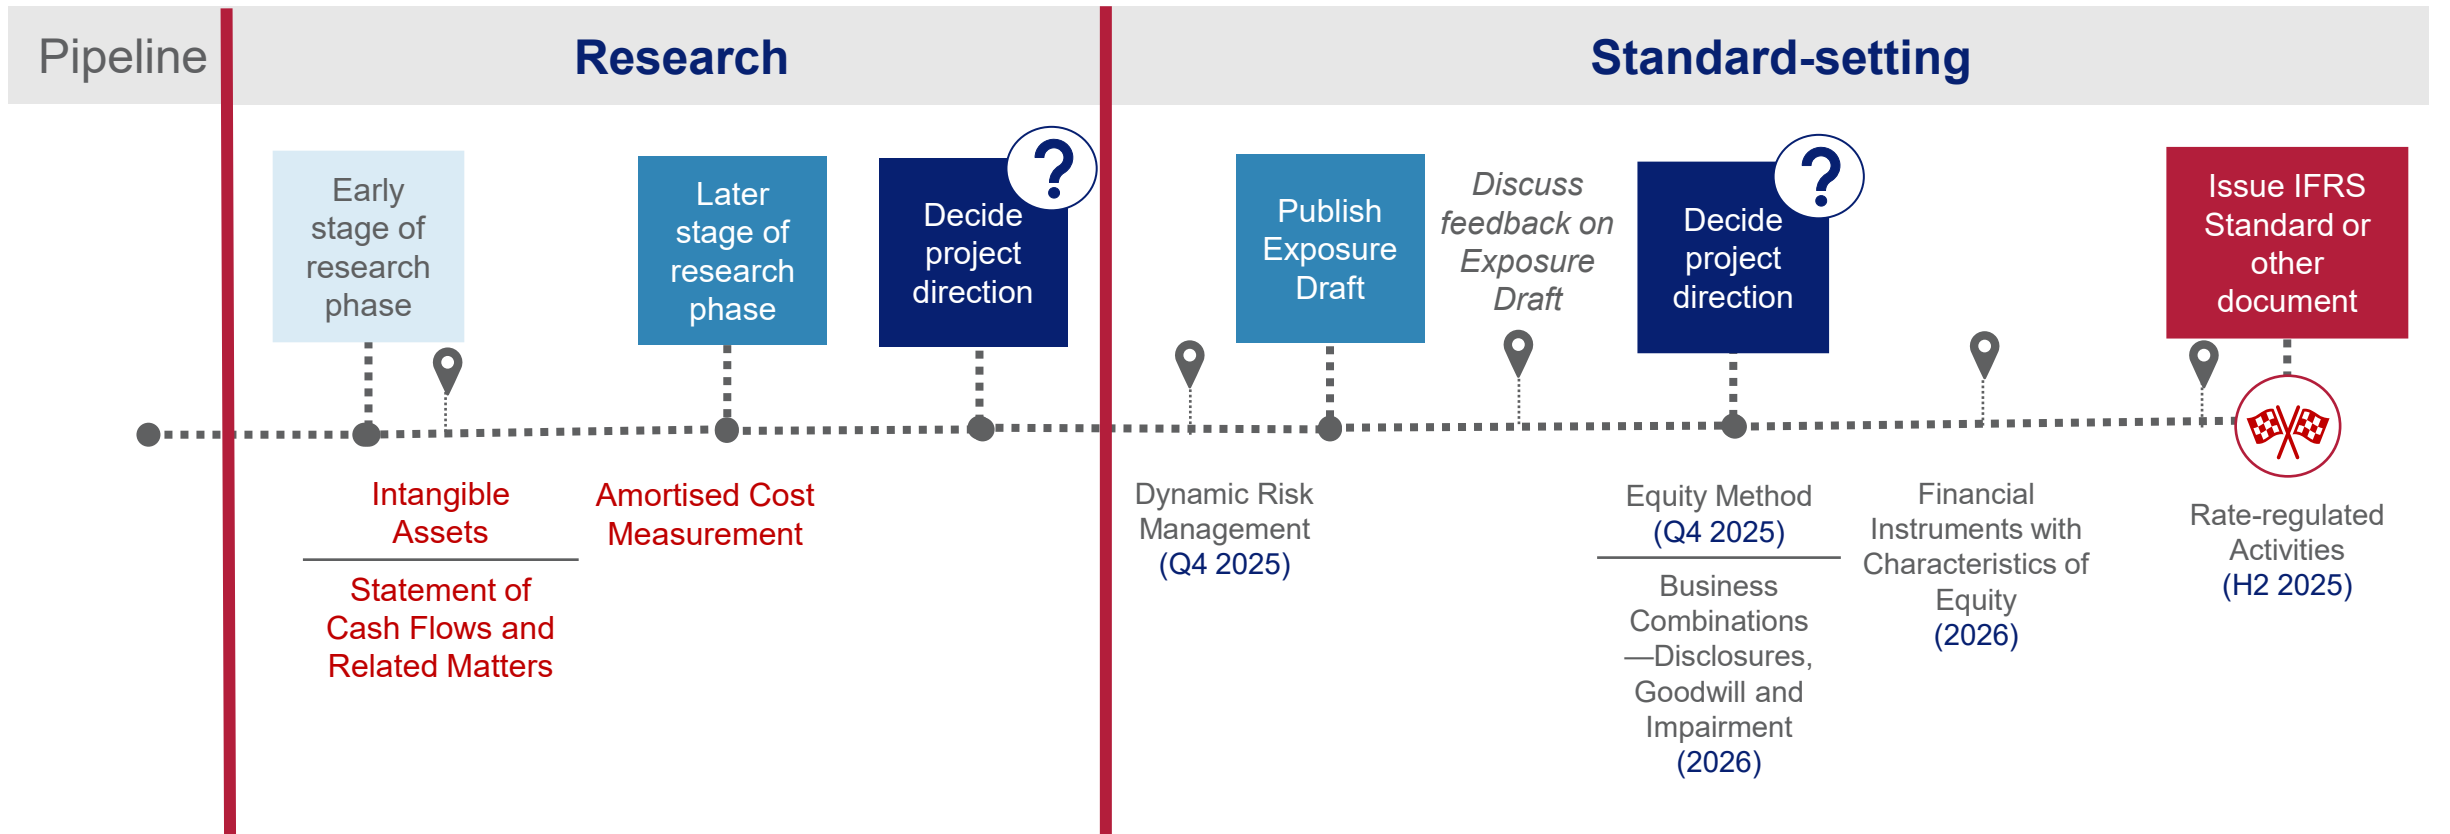 Pipeline
Research
Standard-setting
Early
stage of
research
phase
Later
stage of
research
phase
Decide
project
direction
?
Publish
Exposure
Draft
Discuss
feedback on
Exposure
Draft
Decide
project
direction
?
Issue IFRS
Standard or
other
document
Intangible
Assets
Statement of
Cash Flows and
Related Matters
Amortised Cost
Measurement
Dynamic Risk
Management
(Q4 2025)
Equity Method
(Q4 2025)
Business
Combinations
—Disclosures,
Goodwill and
Impairment
(2026)
Financial
Instruments with
Characteristics of
Equity
(2026)
Rate-regulated
Activities
(H2 2025)